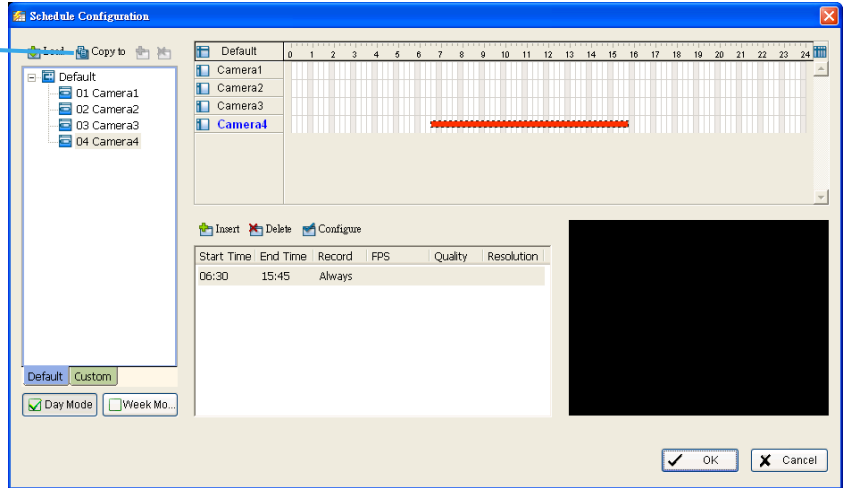 Schedule Configuration
Load Copy to
Default
01 Camera1
02 Camera2
03 Camera3
04 Camera4
Default Custom
Day Mode Week Mo...
Default 0 1 2 3 4 5 6 7 8 9 10 11 12 13 14 15 16 17 18 19 20 21 22 23 24
Camera1
Camera2
Camera3
Camera4
Insert Delete Configure
Start Time End Time Record FPS Quality Resolution
06:30 15:45 Always
OK Cancel